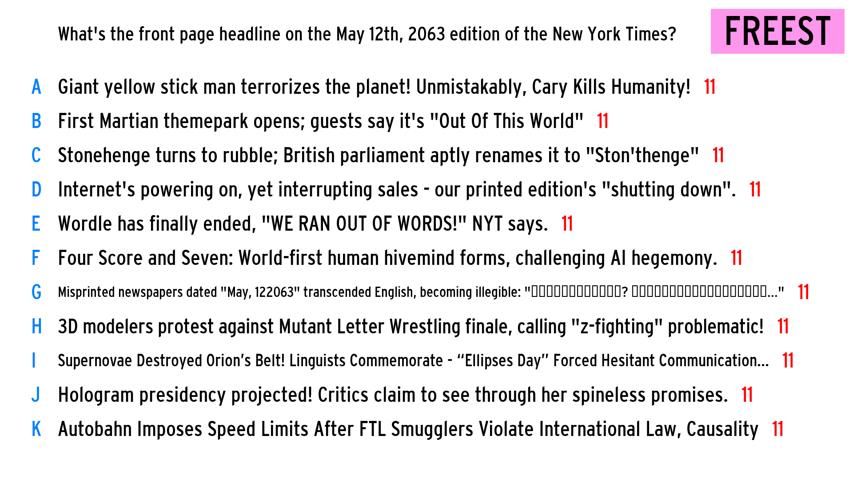 What's the front page headline on the May 12th, 2063 edition of the New York Times?
FREEST
A Giant yellow stick man terrorizes the planet! Unmistakably, Cary Kills Humanity! 11
B First Martian themepark opens; guests say it's "Out Of This World" 11
C Stonehenge turns to rubble; British parliament aptly renames it to "Ston'thenge" 11
D Internet's powering on, yet interrupting sales - our printed edition's "shutting down". 11
E Wordle has finally ended, "WE RAN OUT OF WORDS!" NYT says. 11
F Four Score and Seven: World-first human hivemind forms, challenging AI hegemony. 11
G Misprinted newspapers dated "May, 122063" transcended English, becoming illegible: "▯▯▯▯▯▯▯▯▯▯▯▯? ▯▯▯▯▯▯▯▯▯▯▯▯▯▯▯▯▯▯..." 11
H 3D modelers protest against Mutant Letter Wrestling finale, calling "z-fighting" problematic! 11
I Supernovae Destroyed Orion’s Belt! Linguists Commemorate - “Ellipses Day” Forced Hesitant Communication... 11
J Hologram presidency projected! Critics claim to see through her spineless promises. 11
K Autobahn Imposes Speed Limits After FTL Smugglers Violate International Law, Causality 11